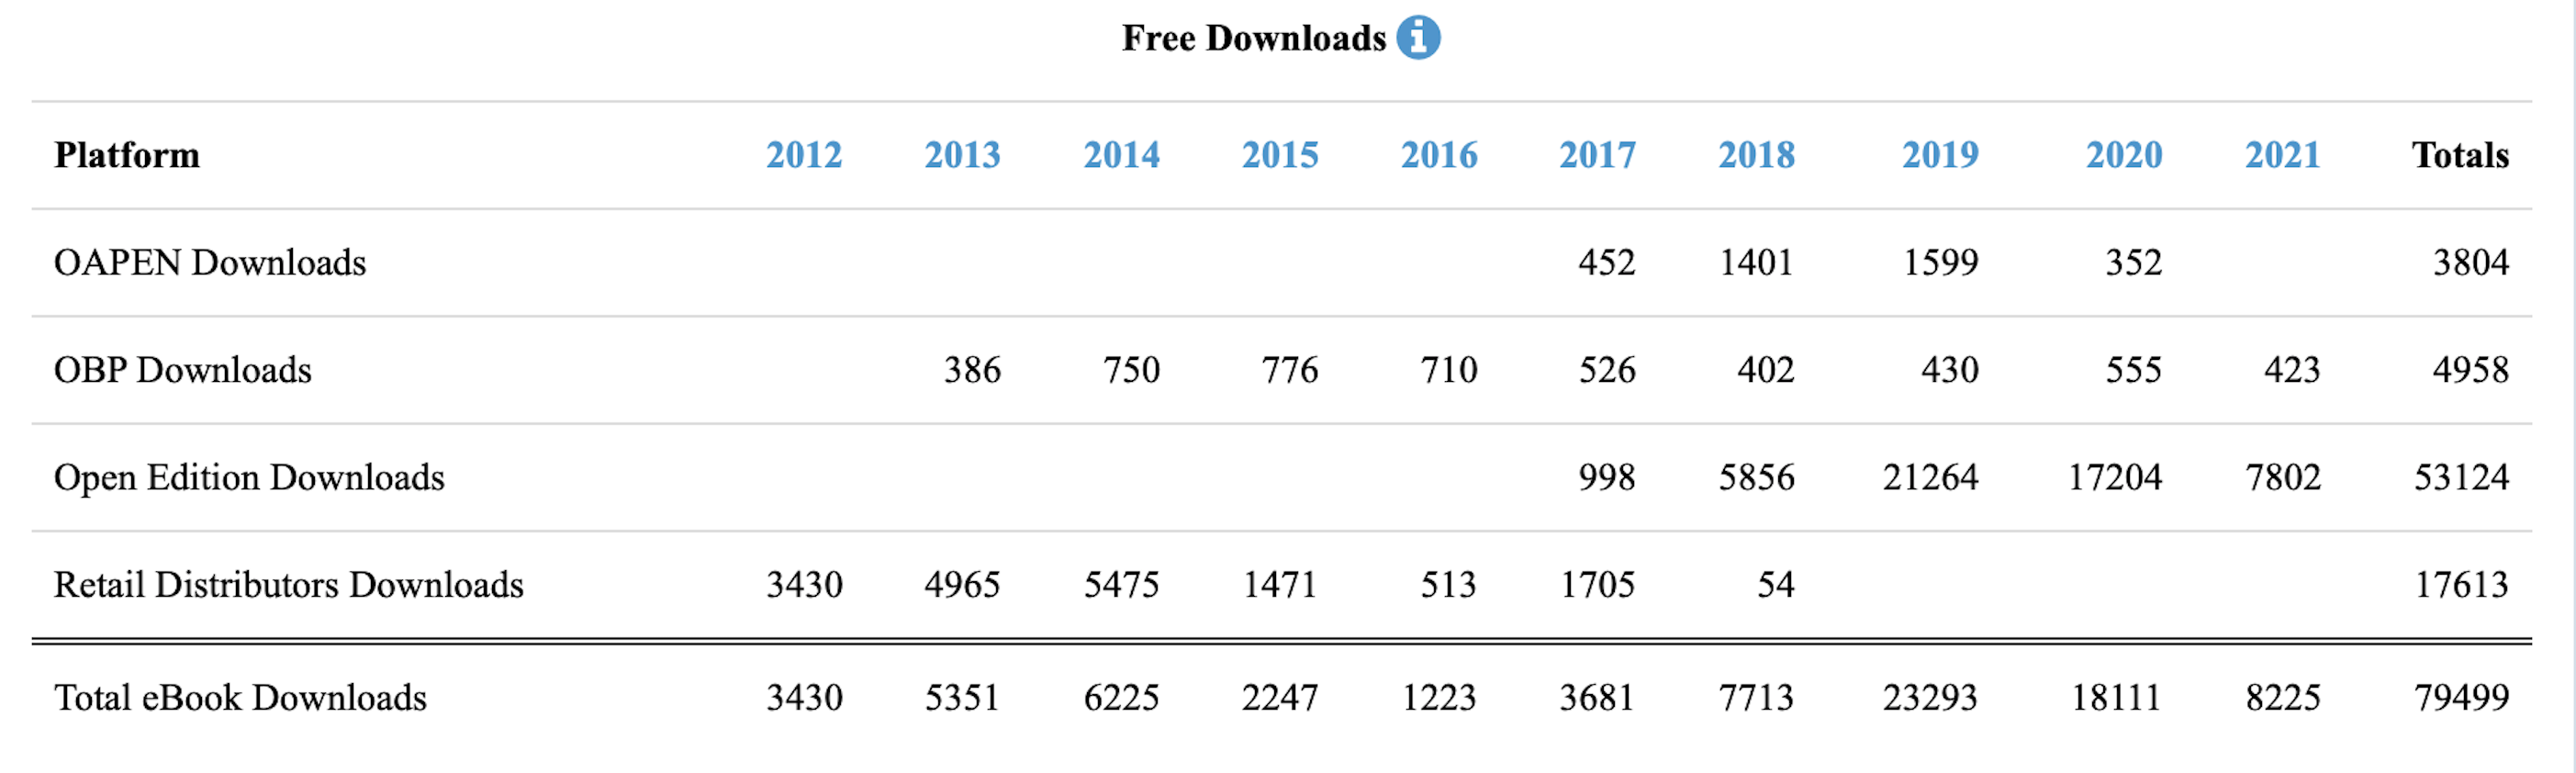 Free Downloads
Platform 2012 2013 2014 2015 2016 2017 2018 2019 2020 2021 Totals
OAPEN Downloads 452 1401 1599 352 3804
OBP Downloads 386 750 776 710 526 402 430 555 423 4958
Open Edition Downloads 998 5856 21264 17204 7802 53124
Retail Distributors Downloads 3430 4965 5475 1471 513 1705 54 17613
Total eBook Downloads 3430 5351 6225 2247 1223 3681 7713 23293 18111 8225 79499